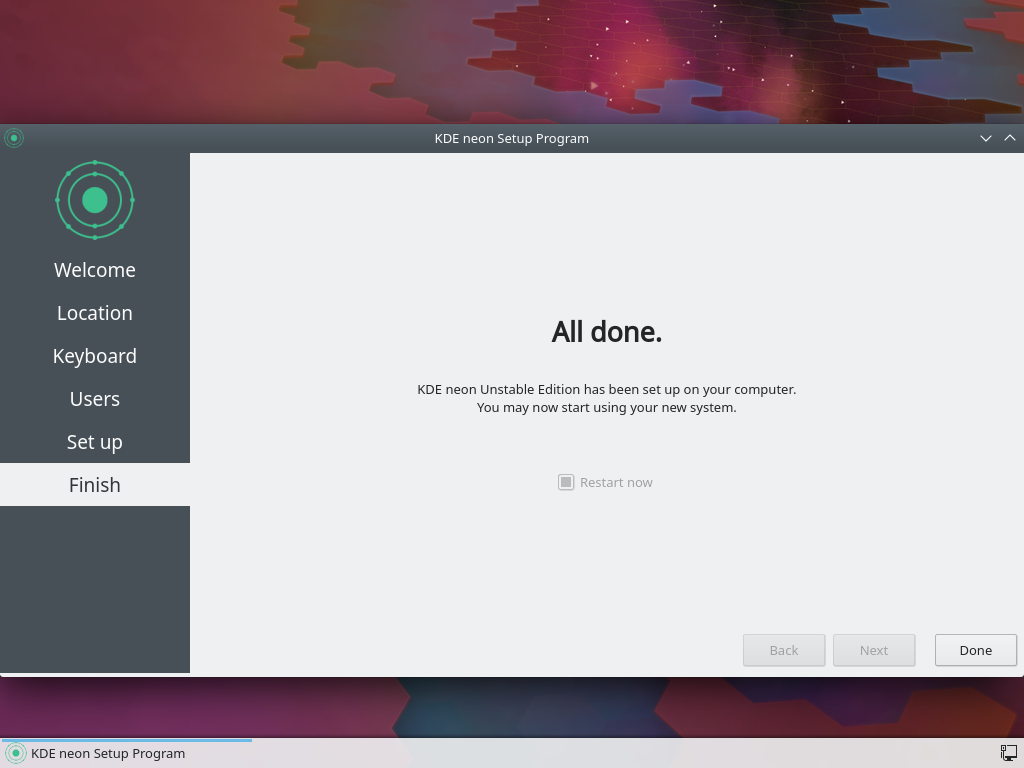 KDE neon Setup Program
Welcome
Location
Keyboard
Users
Set up
Finish
All done.
KDE neon Unstable Edition has been set up on your computer.
You may now start using your new system.
Restart now
Back
Next
Done
KDE neon Setup Program